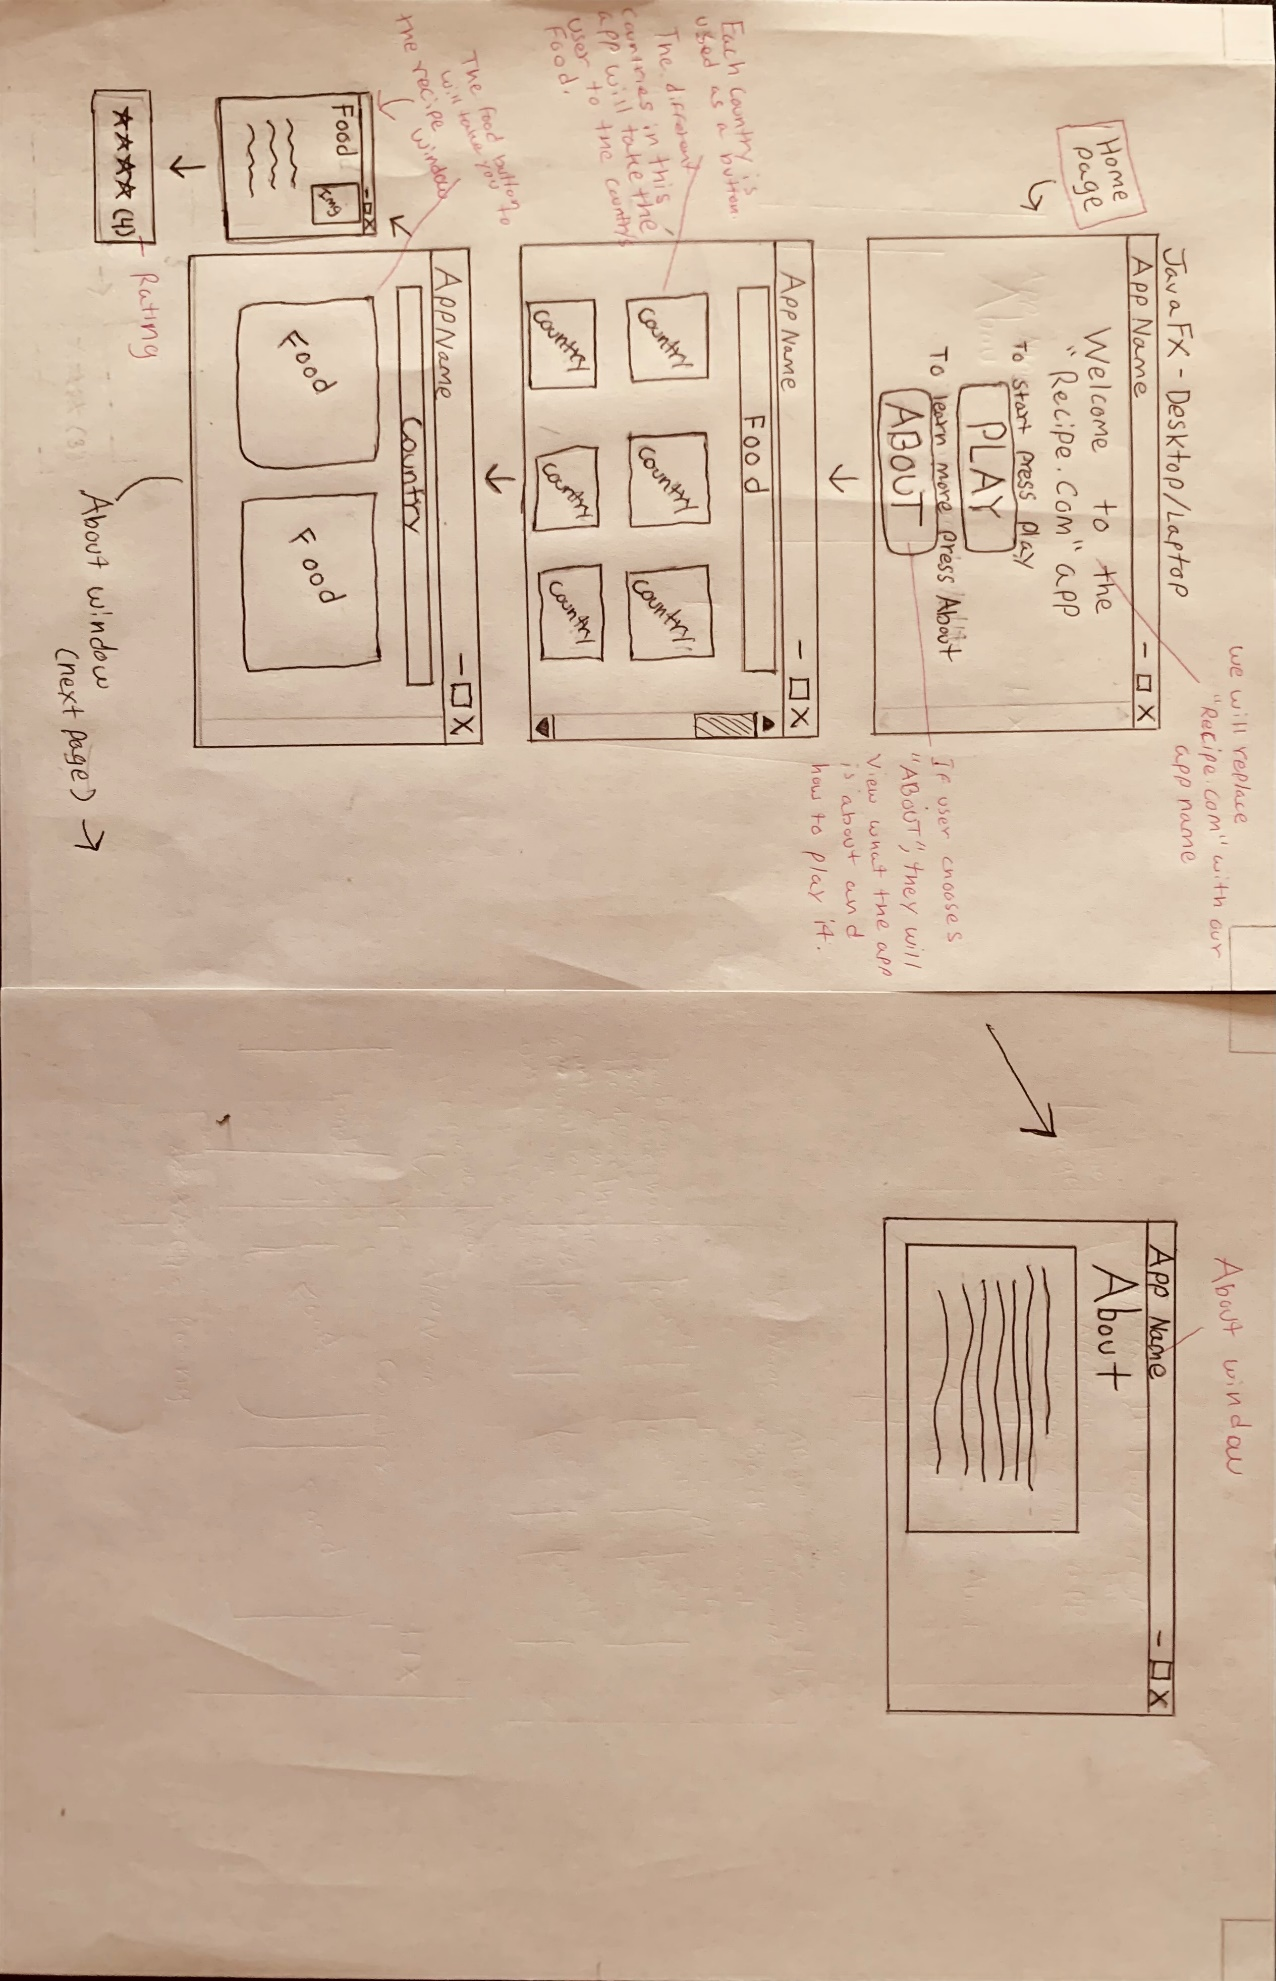 JavaFX - Desktop/Laptop
we will replace
"Recipe.com" with our
app name
Home
page
App Name
- □ X
Welcome to the
"Recipe.com" app
To start press play
PLAY
To learn more press About
ABOUT
If user chooses
"ABOUT", they will
view what the app
is about and
how to play it.
Each country is
used as a button.
The different
countries in this
app will take the
user to the country's
Food.
App Name
- □ X
Food
country
country
country
country
country
country
The food button
will take you to
the recipe window
App Name
- □ X
Country
Food
Food
- □ X
Food
img
★★★★ (4)
Rating
About window
(next page) →
About window
App Name
- □ X
About